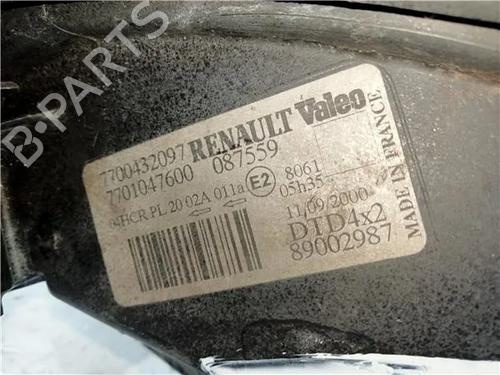 B-PARTS
7700432097 RENAULT Valeo
7701047600 087559
HCR PL 20 02A 011a E2 8061
05h35
11/09/2000
DTD4x2
89002987
MADE IN FRANCE